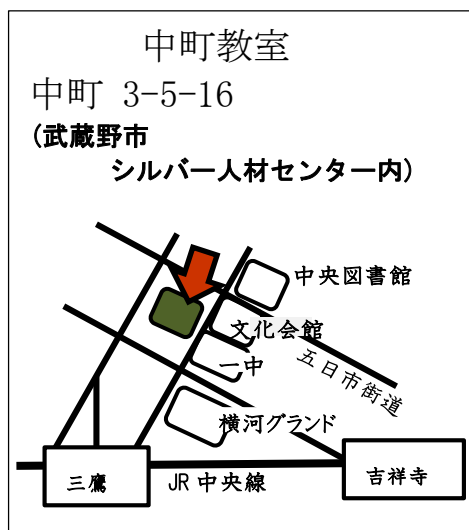 中町教室
中町 3-5-16
(武蔵野市
シルバー人材センター内)
中央図書館
文化会館
一中
五日市街道
横河グランド
三鷹
JR中央線
吉祥寺